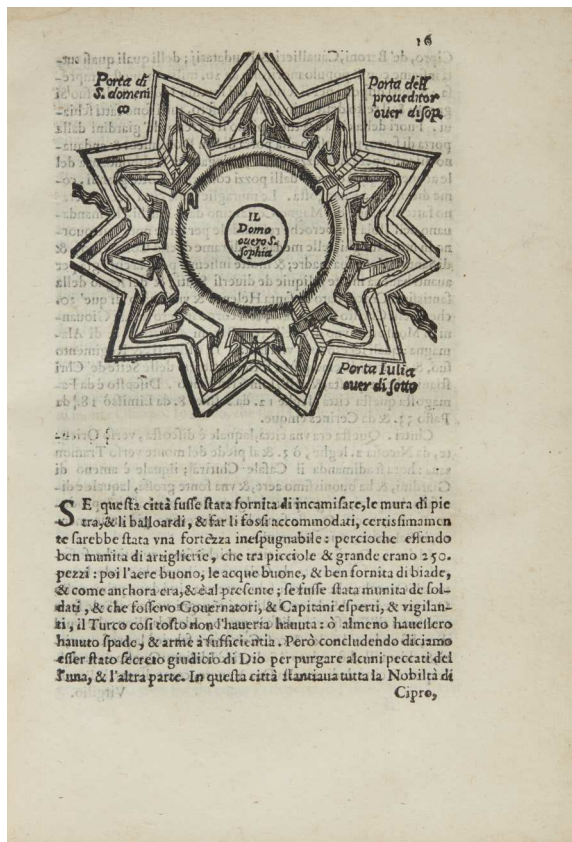 16
Porta di
S. domeni
co
Porta dell
proueditor
ouer di sop.
IL
Domo
ouero S.
sophia
Porta Iulia
ouer di sotto
SE questa città fusse stata fornita di incamisare, le mura di pie
tra, & li balloardi, & far li fossi accommodati, certissimamen
te sarebbe stata vna fortezza inespugnabile: percioche essendo
ben munita di artiglierie, che tra picciole & grande erano 250.
pezzi: poi l'aere buono, le acque buone, & ben fornita di biade,
& come anchora era, & è al presente; se fusse stata munita de sol-
dati, & che fosseno Gouernatori, & Capitani esperti, & vigilan-
ti, il Turco cosi tosto non l'haueria hauuta: ò almeno hauessero
hauuto spade, & arme à sufficientia. Però concludendo diciamo
esser stato secreto giudicio di Dio per purgare alcuni peccati del
l'una, & l'altra parte. In questa città stantiaua tutta la Nobiltà di
Cipro,